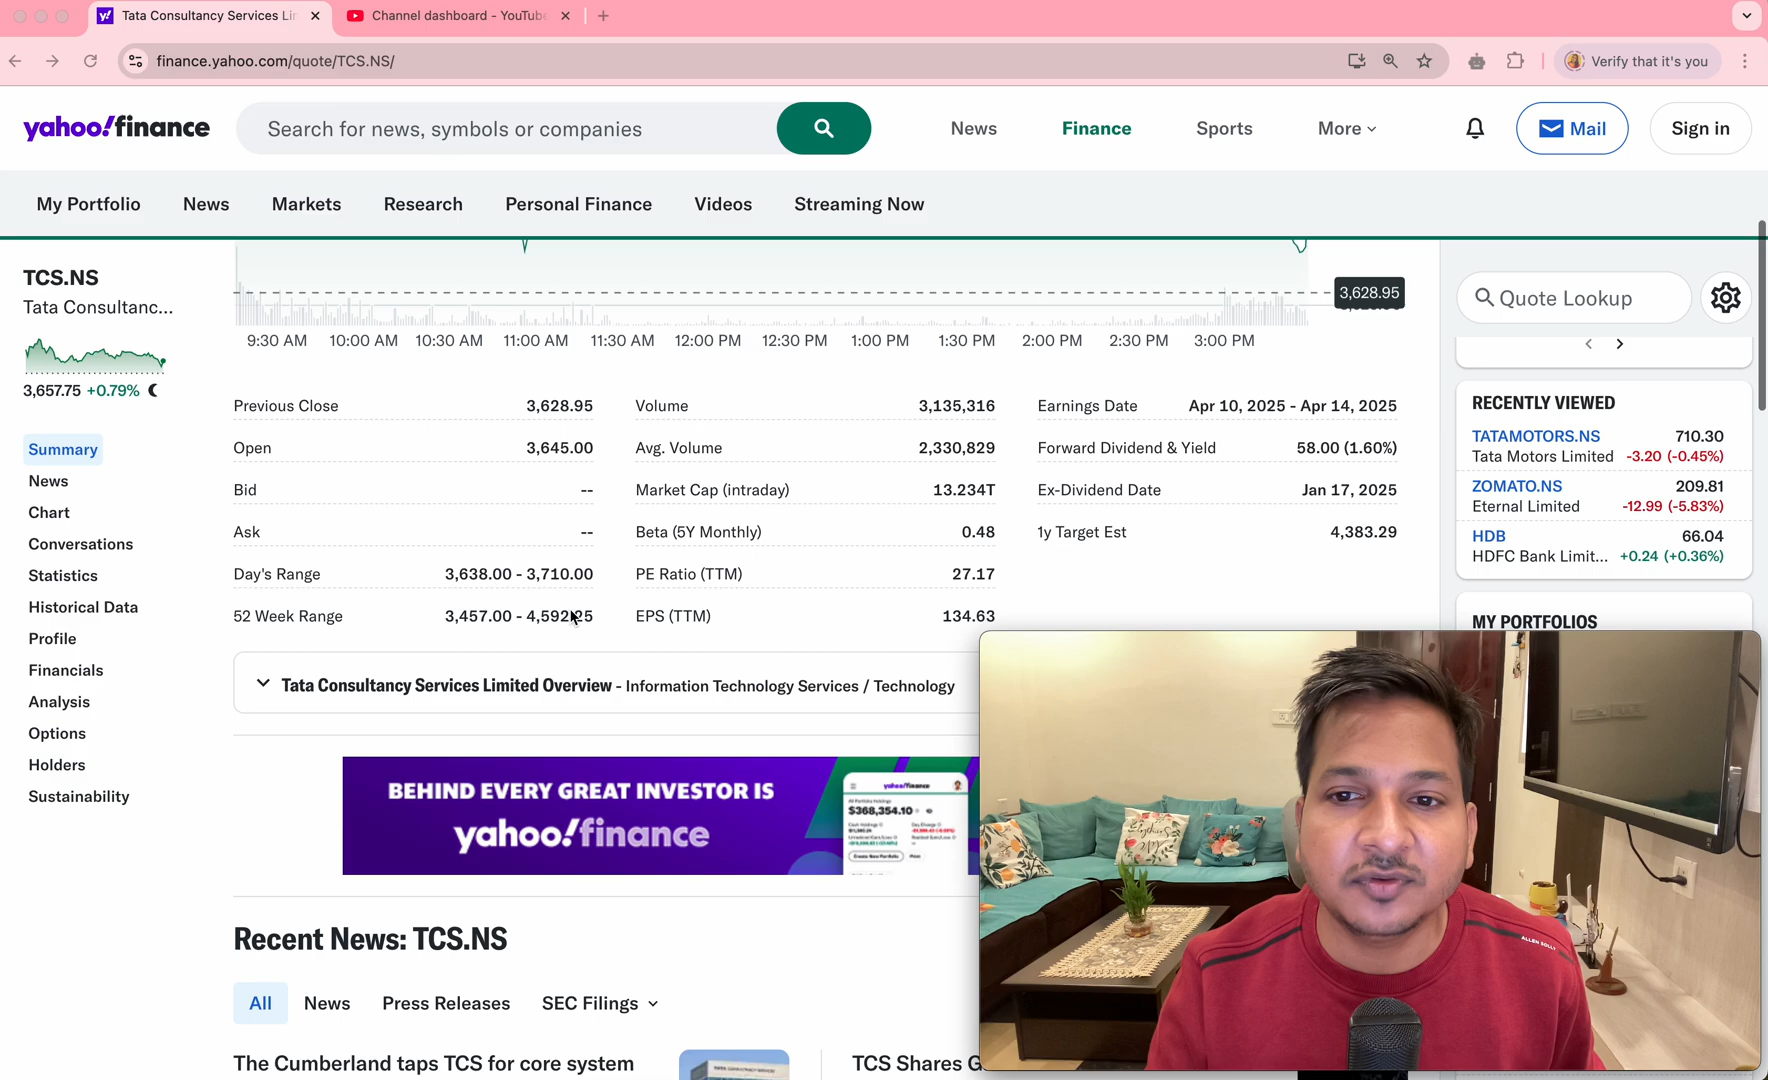 Tata Consultancy Services Lin
Channel dashboard - YouTube
finance.yahoo.com/quote/TCS.NS/
Verify that it's you
yahoo!finance
Search for news, symbols or companies
News
Finance
Sports
More
Mail
Sign in
My Portfolio
News
Markets
Research
Personal Finance
Videos
Streaming Now
TCS.NS
Tata Consultanc...
3,657.75 +0.79%
Summary
News
Chart
Conversations
Statistics
Historical Data
Profile
Financials
Analysis
Options
Holders
Sustainability
3,628.95
9:30 AM 10:00 AM 10:30 AM 11:00 AM 11:30 AM 12:00 PM 12:30 PM 1:00 PM 1:30 PM 2:00 PM 2:30 PM 3:00 PM
Previous Close 3,628.95
Open 3,645.00
Bid --
Ask --
Day's Range 3,638.00 - 3,710.00
52 Week Range 3,457.00 - 4,592.25
Volume 3,135,316
Avg. Volume 2,330,829
Market Cap (intraday) 13.234T
Beta (5Y Monthly) 0.48
PE Ratio (TTM) 27.17
EPS (TTM) 134.63
Earnings Date Apr 10, 2025 - Apr 14, 2025
Forward Dividend & Yield 58.00 (1.60%)
Ex-Dividend Date Jan 17, 2025
1y Target Est 4,383.29
Tata Consultancy Services Limited Overview - Information Technology Services / Technology
BEHIND EVERY GREAT INVESTOR IS
yahoo!finance
yahoo!finance
$368,354.10
Recent News: TCS.NS
All
News
Press Releases
SEC Filings
The Cumberland taps TCS for core system
TCS Shares G
Quote Lookup
RECENTLY VIEWED
TATAMOTORS.NS 710.30
Tata Motors Limited -3.20 (-0.45%)
ZOMATO.NS 209.81
Eternal Limited -12.99 (-5.83%)
HDB 66.04
HDFC Bank Limit... +0.24 (+0.36%)
MY PORTFOLIOS
ALLEN SOLLY